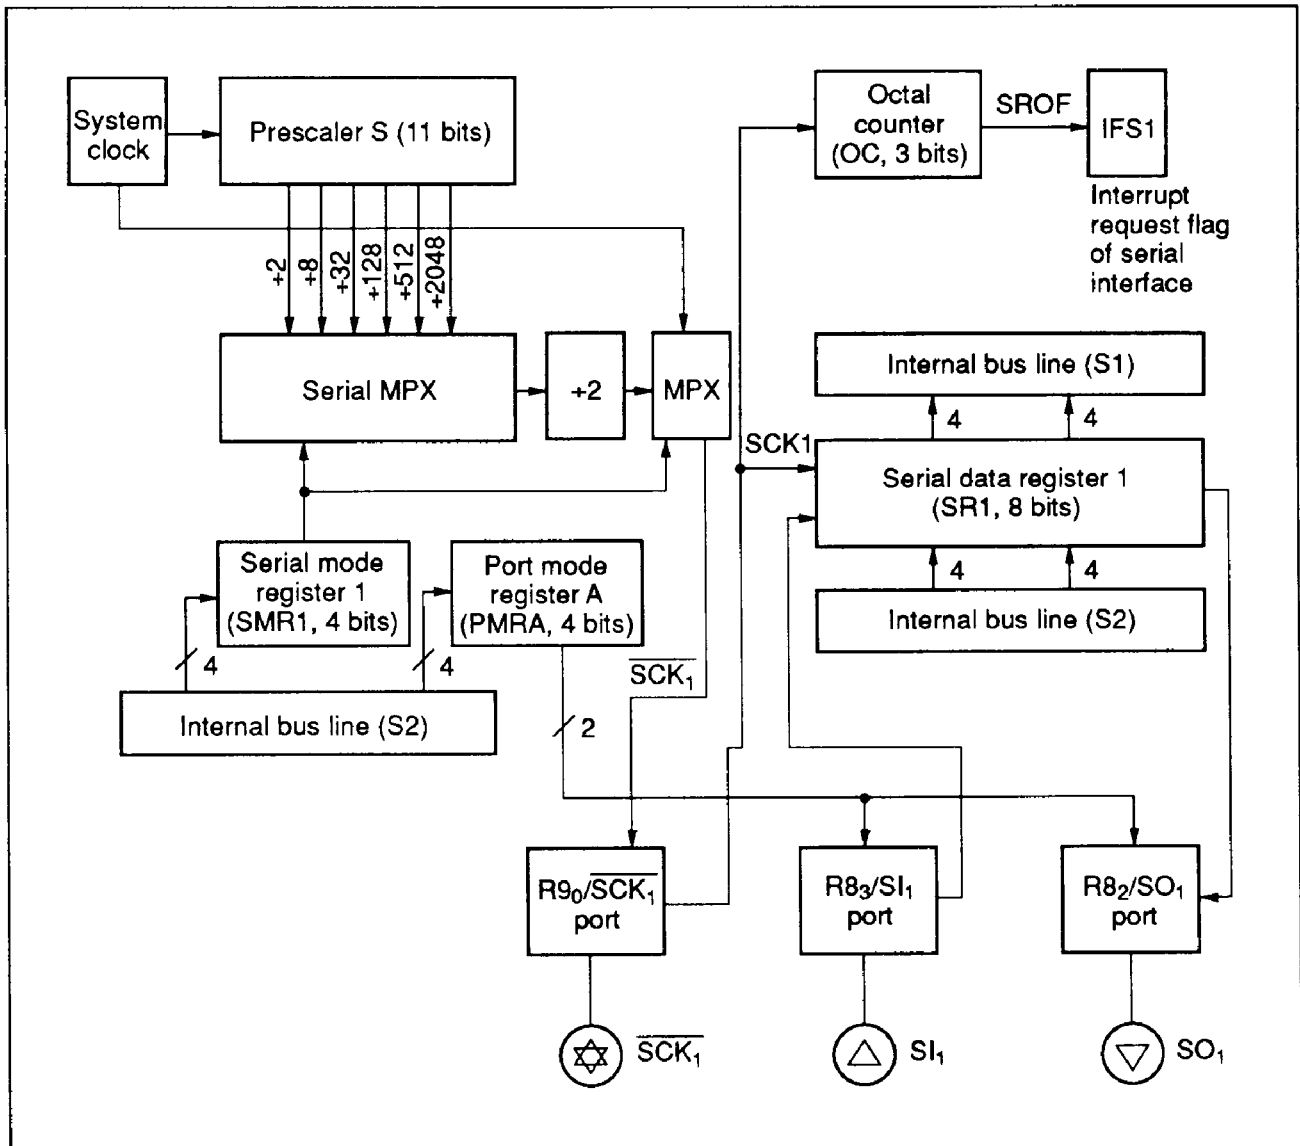 System
clock
Prescaler S (11 bits)
Octal
counter
(OC, 3 bits)
SROF
IFS1
Interrupt
request flag
of serial
interface
÷2
÷8
÷32
÷128
÷512
÷2048
Serial MPX
÷2
MPX
Internal bus line (S1)
4
4
SCK1
Serial data register 1
(SR1, 8 bits)
4
4
Internal bus line (S2)
Serial mode
register 1
(SMR1, 4 bits)
Port mode
register A
(PMRA, 4 bits)
4
4
Internal bus line (S2)
S̅C̅K̅₁
2
R9₀/S̅C̅K̅₁
port
R8₃/SI₁
port
R8₂/SO₁
port
S̅C̅K̅₁
SI₁
SO₁